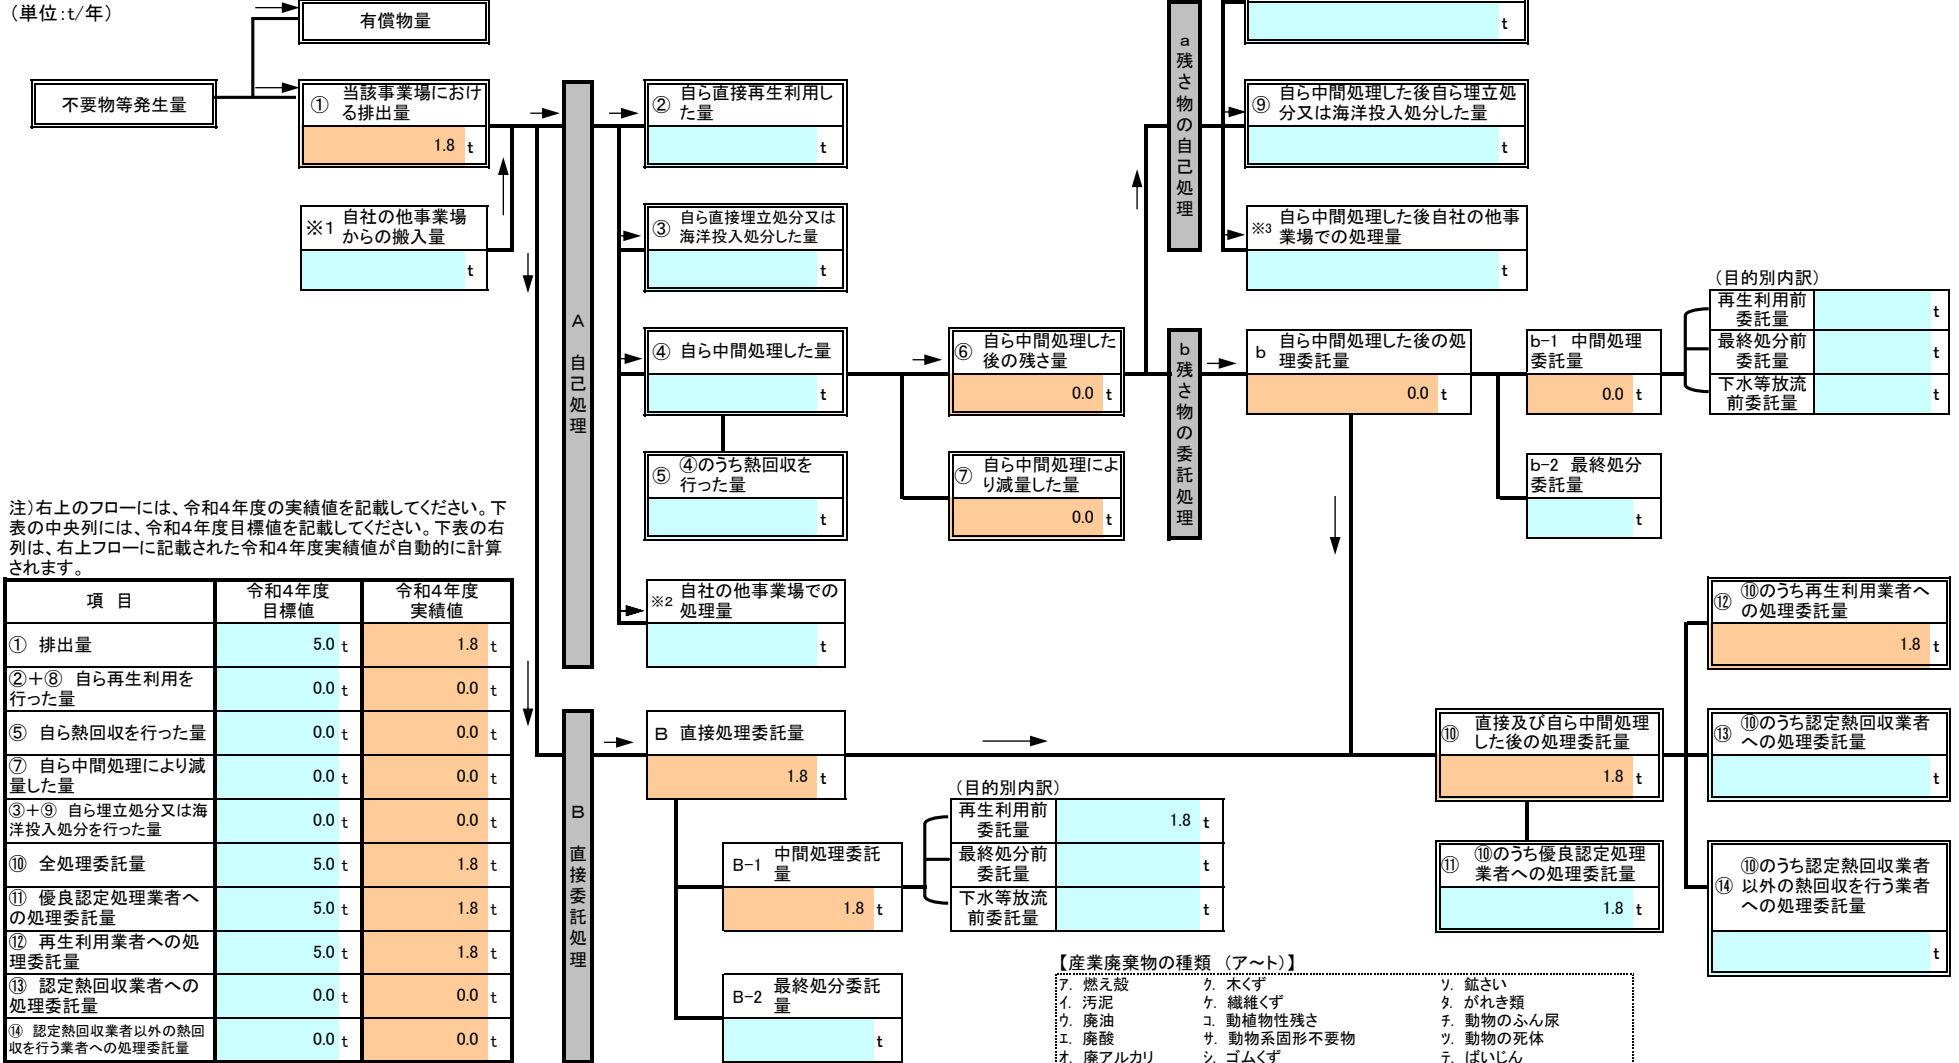 （単位：t/年）
有償物量
不要物等発生量
① 当該事業場におけ
る排出量
1.8 t
※1 自社の他事業場
からの搬入量
t
A 自己処理
② 自ら直接再生利用し
た量
t
③ 自ら直接埋立処分又は
海洋投入処分した量
t
④ 自ら中間処理した量
t
⑤ ④のうち熱回収を
行った量
t
※2 自社の他事業場での
処理量
t
⑥ 自ら中間処理した
後の残さ量
0.0 t
⑦ 自ら中間処理によ
り減量した量
0.0 t
a 残さ物の自己処理
t
⑨ 自ら中間処理した後自ら埋立処
分又は海洋投入処分した量
t
※3 自ら中間処理した後自社の他事
業場での処理量
t
b 残さ物の委託処理
b 自ら中間処理した後の処
理委託量
0.0 t
b-1 中間処理
委託量
0.0 t
b-2 最終処分
委託量
t
（目的別内訳）
再生利用前
委託量
t
最終処分前
委託量
t
下水等放流
前委託量
t
注）右上のフローには、令和４年度の実績値を記載してください。下
表の中央列には、令和４年度目標値を記載してください。下表の右
列は、右上フローに記載された令和４年度実績値が自動的に計算
されます。
項 目
令和４年度
目標値
令和４年度
実績値
① 排出量 5.0 t 1.8 t
②＋⑧ 自ら再生利用を
行った量 0.0 t 0.0 t
⑤ 自ら熱回収を行った量 0.0 t 0.0 t
⑦ 自ら中間処理により減
量した量 0.0 t 0.0 t
③＋⑨ 自ら埋立処分又は海
洋投入処分を行った量 0.0 t 0.0 t
⑩ 全処理委託量 5.0 t 1.8 t
⑪ 優良認定処理業者へ
の処理委託量 5.0 t 1.8 t
⑫ 再生利用業者への処
理委託量 5.0 t 1.8 t
⑬ 認定熱回収業者への
処理委託量 0.0 t 0.0 t
⑭ 認定熱回収業者以外の熱回
収を行う業者への処理委託量 0.0 t 0.0 t
B 直接委託処理
B 直接処理委託量
1.8 t
B-1 中間処理委託
量
1.8 t
B-2 最終処分委託
量
t
（目的別内訳）
再生利用前
委託量
1.8 t
最終処分前
委託量
t
下水等放流
前委託量
t
⑩ 直接及び自ら中間処理
した後の処理委託量
1.8 t
⑪ ⑩のうち優良認定処理
業者への処理委託量
1.8 t
⑫ ⑩のうち再生利用業者へ
の処理委託量
1.8 t
⑬ ⑩のうち認定熱回収業者
への処理委託量
t
⑭ ⑩のうち認定熱回収業者
以外の熱回収を行う業者
への処理委託量
t
【産業廃棄物の種類 （ア～ト）】
ア. 燃え殻 ク. 木くず ソ. 鉱さい
イ. 汚泥 ケ. 繊維くず タ. がれき類
ウ. 廃油 コ. 動植物性残さ チ. 動物のふん尿
エ. 廃酸 サ. 動物系固形不要物 ツ. 動物の死体
オ. 廃アルカリ シ. ゴムくず テ. ばいじん